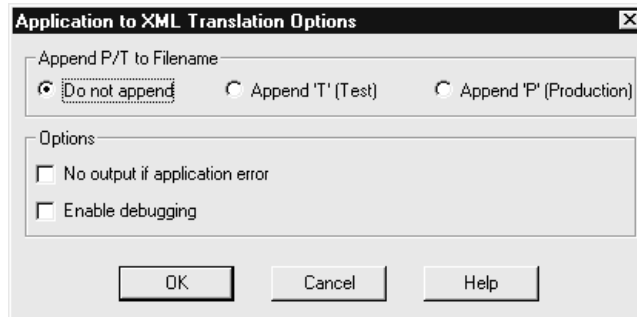 Application to XML Translation Options
Append P/T to Filename
Do not append Append 'T' (Test) Append 'P' (Production)
Options
No output if application error
Enable debugging
OK Cancel Help